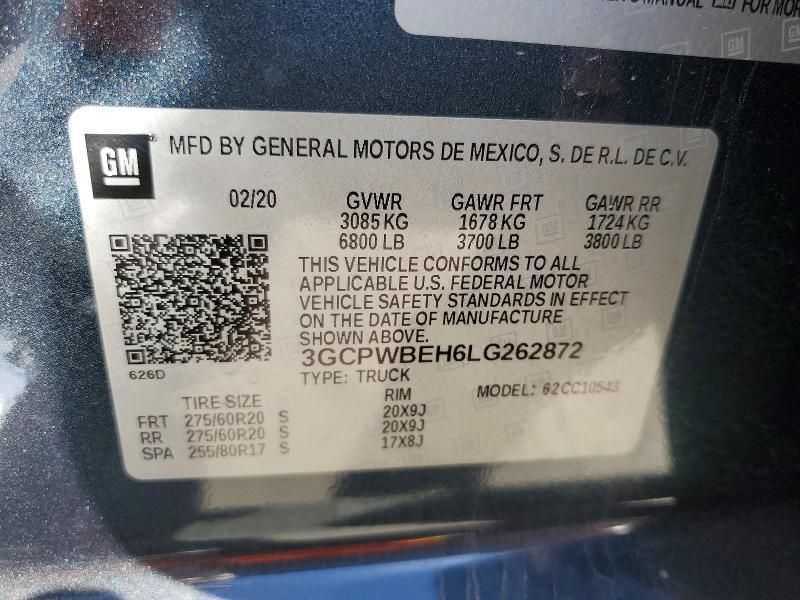 MANUAL FOR MOR
GM
MFD BY GENERAL MOTORS DE MEXICO, S. DE R.L. DE C.V.
02/20 GVWR GAWR FRT GAWR RR
3085 KG 1678 KG 1724 KG
6800 LB 3700 LB 3800 LB
THIS VEHICLE CONFORMS TO ALL
APPLICABLE U.S. FEDERAL MOTOR
VEHICLE SAFETY STANDARDS IN EFFECT
ON THE DATE OF MANUFACTURE
SHOWN ABOVE.
3GCPWBEH6LG262872
626D
TYPE: TRUCK MODEL: 62CC10543
TIRE SIZE RIM
FRT 275/60R20 S 20X9J
RR 275/60R20 S 20X9J
SPA 255/80R17 S 17X8J